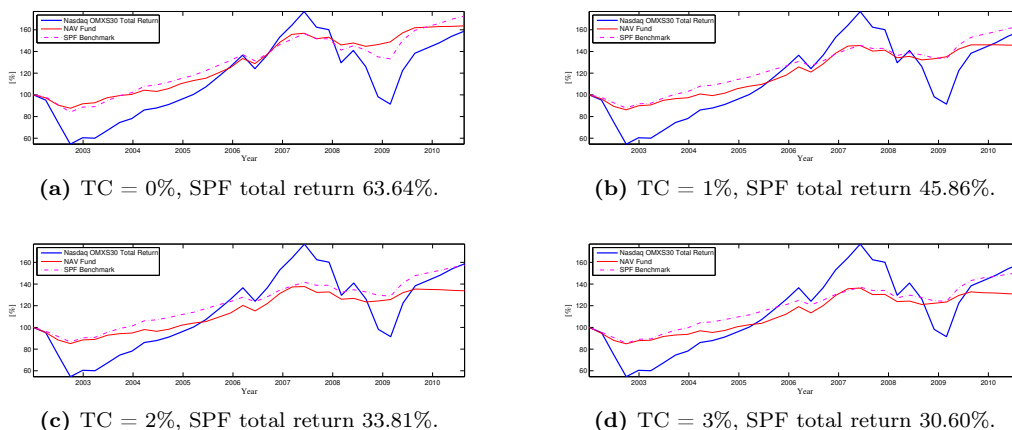 Nasdaq OMXS30 Total Return
NAV Fund
SPF Benchmark
160
140
120
100
80
60
[%]
2003 2004 2005 2006 2007 2008 2009 2010
Year
(a) TC = 0%, SPF total return 63.64%.
Nasdaq OMXS30 Total Return
NAV Fund
SPF Benchmark
160
140
120
100
80
60
[%]
2003 2004 2005 2006 2007 2008 2009 2010
Year
(b) TC = 1%, SPF total return 45.86%.
Nasdaq OMXS30 Total Return
NAV Fund
SPF Benchmark
160
140
120
100
80
60
[%]
2003 2004 2005 2006 2007 2008 2009 2010
Year
(c) TC = 2%, SPF total return 33.81%.
Nasdaq OMXS30 Total Return
NAV Fund
SPF Benchmark
160
140
120
100
80
60
[%]
2003 2004 2005 2006 2007 2008 2009 2010
Year
(d) TC = 3%, SPF total return 30.60%.